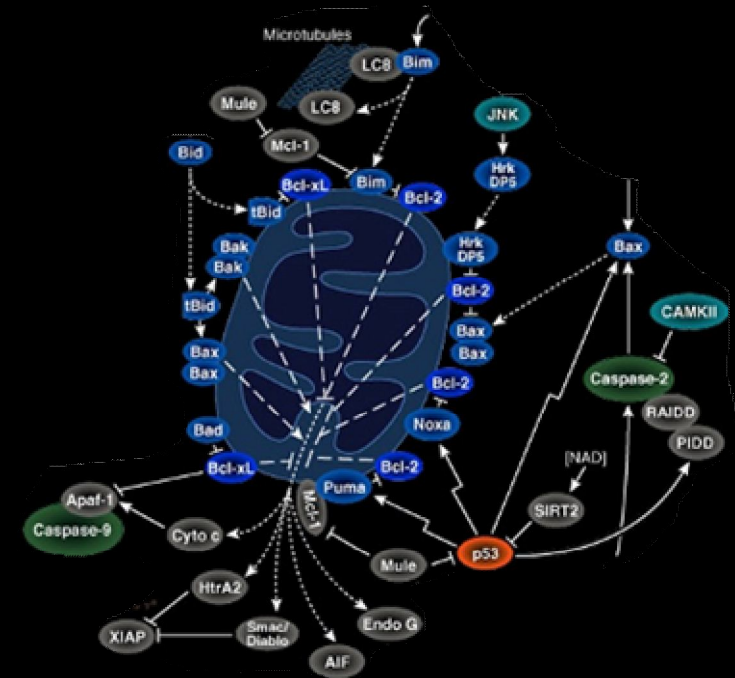 Microtubules
LC8
Bim
LC8
Mule
JNK
Mcl-1
Bid
Hrk
DP5
Bcl-xL
Bim
Bcl-2
tBid
Bak
Bak
Hrk
DP5
Bax
tBid
Bcl-2
CAMKII
Bax
Bax
Bax
Bax
Caspase-2
Bcl-2
RAIDD
Noxa
Bad
PIDD
Bcl-xL
Bcl-2
[NAD]
Puma
Apaf-1
Mcl-1
SIRT2
Caspase-9
Cyto c
p53
Mule
HtrA2
Endo G
XIAP
Smac/
Diablo
AIF